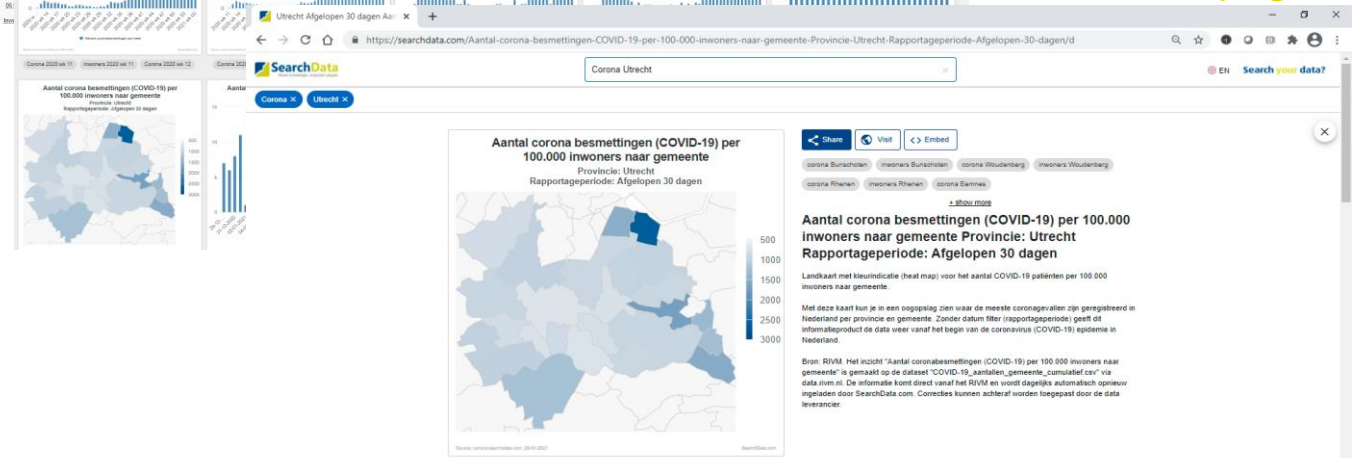 Utrecht Afgelopen 30 dagen Aan
https://searchdata.com/Aantal-corona-besmettingen-COVID-19-per-100-000-inwoners-naar-gemeente-Provincie-Utrecht-Rapportageperiode-Afgelopen-30-dagen/d
SearchData
Corona Utrecht
EN
Search your data?
Corona ×
Utrecht ×
Corona 2020 wk 11
Inwoners 2020 wk 11
Corona 2020 wk 12
Aantal corona besmettingen (COVID-19) per
100.000 inwoners naar gemeente
Provincie: Utrecht
Rapportageperiode: Afgelopen 30 dagen
500
1000
1500
2000
2500
3000
Aantal corona besmettingen (COVID-19) per
100.000 inwoners naar gemeente
Provincie: Utrecht
Rapportageperiode: Afgelopen 30 dagen
500
1000
1500
2000
2500
3000
SearchData.com
Share
Visit
<> Embed
corona Bunschoten
inwoners Bunschoten
corona Woudenberg
inwoners Woudenberg
corona Rhenen
inwoners Rhenen
corona Eemnes
+ show more
Aantal corona besmettingen (COVID-19) per 100.000
inwoners naar gemeente Provincie: Utrecht
Rapportageperiode: Afgelopen 30 dagen
Landkaart met kleurindicatie (heat map) voor het aantal COVID-19 patiënten per 100.000
inwoners naar gemeente.
Met deze kaart kun je in een oogopslag zien waar de meeste coronagevallen zijn geregistreerd in
Nederland per provincie en gemeente. Zonder datum filter (rapportageperiode) geeft dit
informatieproduct de data weer vanaf het begin van de coronavirus (COVID-19) epidemie in
Nederland.
Bron: RIVM. Het inzicht "Aantal coronabesmettingen (COVID-19) per 100.000 inwoners naar
gemeente" is gemaakt op de dataset "COVID-19_aantallen_gemeente_cumulatief.csv" via
data.rivm.nl. De informatie komt direct vanaf het RIVM en wordt dagelijks automatisch opnieuw
ingeladen door SearchData.com. Correcties kunnen achteraf worden toegepast door de data
leverancier.